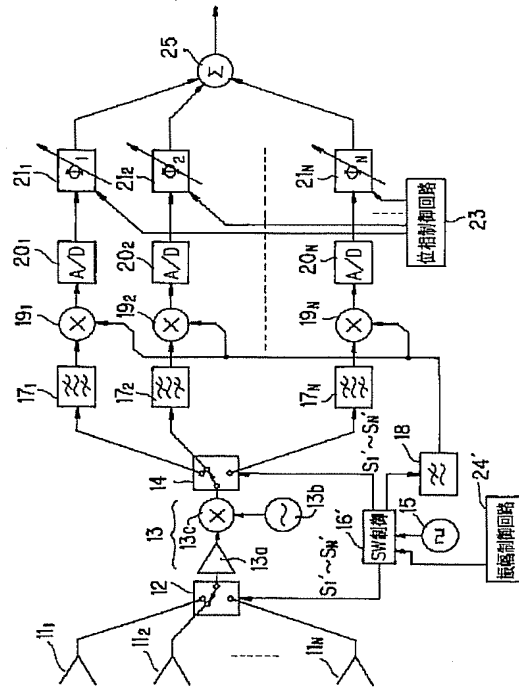 25
21₁
Φ₁
Σ
21₂
Φ₂
21ₙ
Φₙ
20₁
A/D
20₂
A/D
20ₙ
A/D
位相制御回路
23
19₁
×
19₂
×
19ₙ
×
17₁
17₂
17ₙ
14
13
13c
×
13b
13a
12
S₁'~Sₙ'
S₁'~Sₙ'
16'
SW制御
18
15
24'
振幅制御回路
11₁
11₂
11ₙ